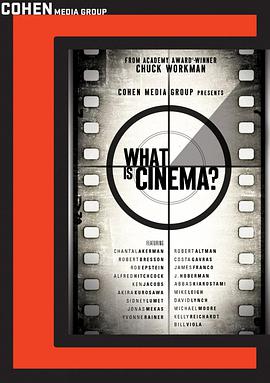 COHEN MEDIA GROUP
FROM ACADEMY AWARD®-WINNER
CHUCK WORKMAN
COHEN MEDIA GROUP PRESENTS
WHAT
IS CINEMA?
FEATURING
CHANTAL AKERMAN
ROBERT BRESSON
ROB EPSTEIN
ALFRED HITCHCOCK
KEN JACOBS
AKIRA KUROSAWA
SIDNEY LUMET
JONAS MEKAS
YVONNE RAINER
ROBERT ALTMAN
COSTA GAVRAS
JAMES FRANCO
J. HOBERMAN
ABBAS KIAROSTAMI
MIKE LEIGH
DAVID LYNCH
MICHAEL MOORE
KELLY REICHARDT
BILL VIOLA